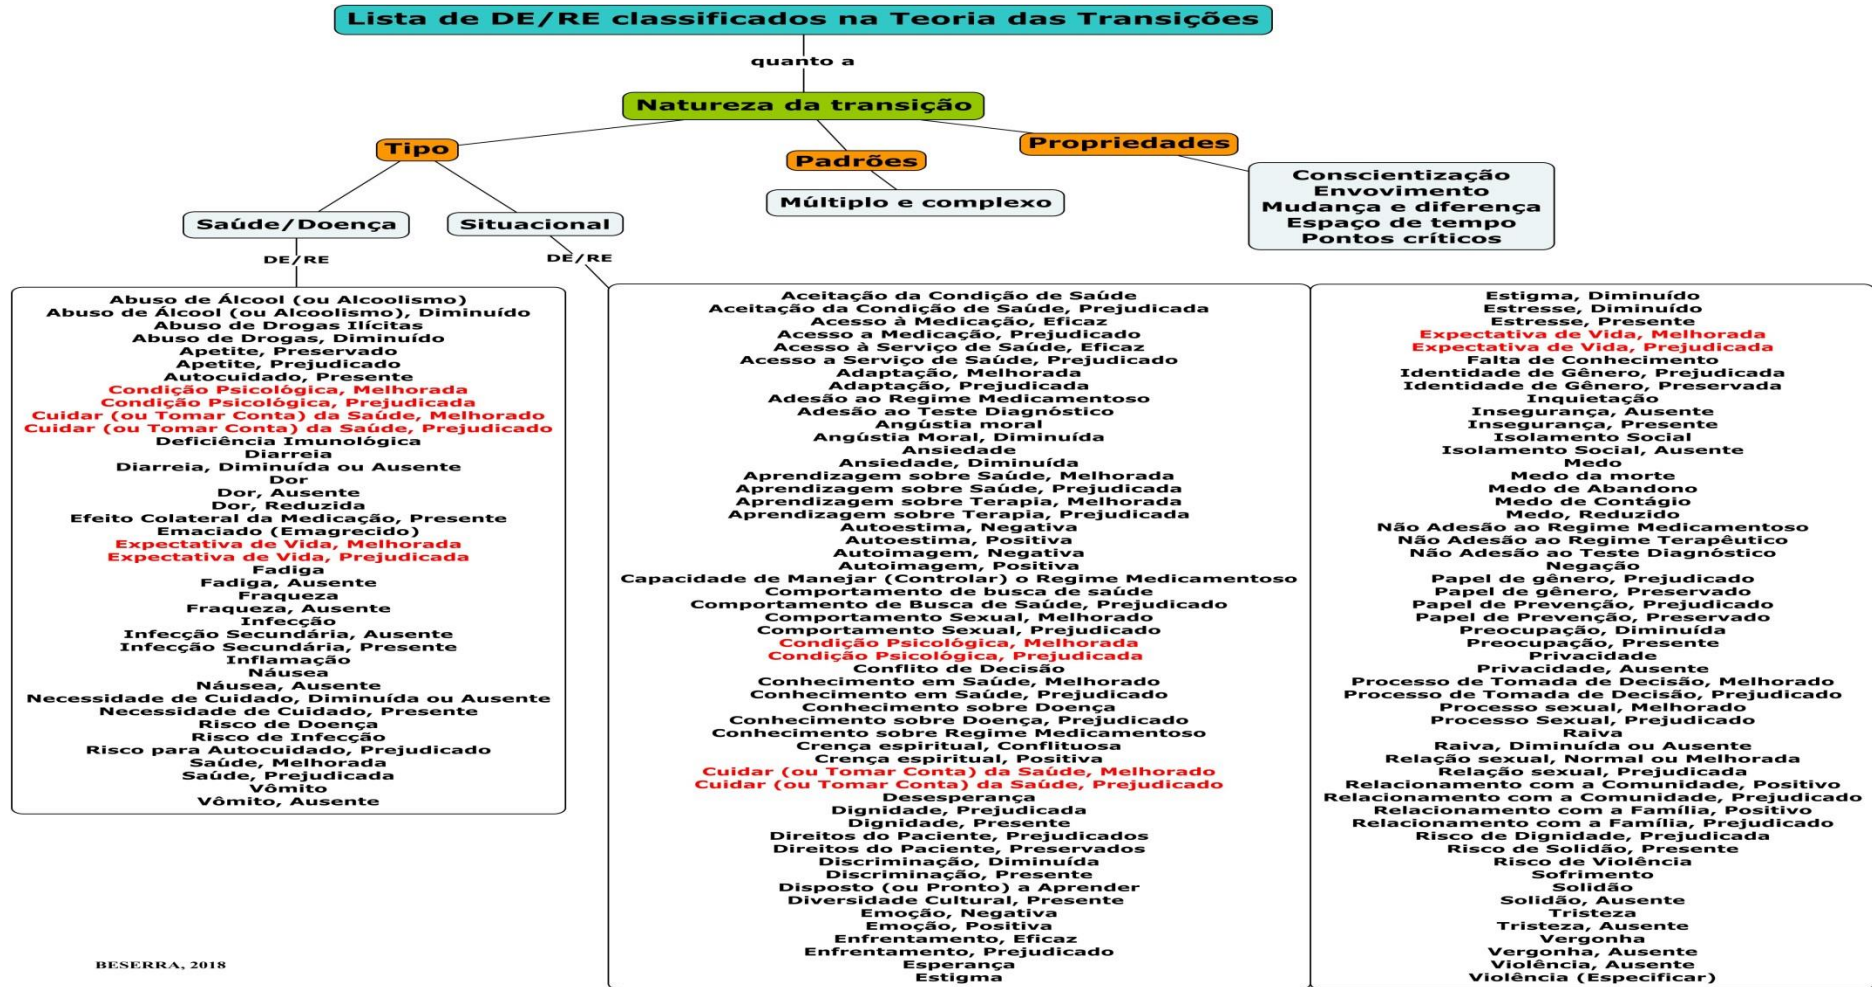 Lista de DE/RE classificados na Teoria das Transições
quanto a
Natureza da transição
Tipo
Padrões
Propriedades
Múltiplo e complexo
Conscientização
Envovimento
Mudança e diferença
Espaço de tempo
Pontos críticos
Saúde/Doença
Situacional
DE/RE
DE/RE
Abuso de Álcool (ou Alcoolismo)
Abuso de Álcool (ou Alcoolismo), Diminuído
Abuso de Drogas Ilícitas
Abuso de Drogas, Diminuído
Apetite, Preservado
Apetite, Prejudicado
Autocuidado, Presente
Condição Psicológica, Melhorada
Condição Psicológica, Prejudicada
Cuidar (ou Tomar Conta) da Saúde, Melhorado
Cuidar (ou Tomar Conta) da Saúde, Prejudicado
Deficiência Imunológica
Diarreia
Diarreia, Diminuída ou Ausente
Dor
Dor, Ausente
Dor, Reduzida
Efeito Colateral da Medicação, Presente
Emaciado (Emagrecido)
Expectativa de Vida, Melhorada
Expectativa de Vida, Prejudicada
Fadiga
Fadiga, Ausente
Fraqueza
Fraqueza, Ausente
Infecção
Infecção Secundária, Ausente
Infecção Secundária, Presente
Inflamação
Náusea
Náusea, Ausente
Necessidade de Cuidado, Diminuída ou Ausente
Necessidade de Cuidado, Presente
Risco de Doença
Risco de Infecção
Risco para Autocuidado, Prejudicado
Saúde, Melhorada
Saúde, Prejudicada
Vômito
Vômito, Ausente
Aceitação da Condição de Saúde
Aceitação da Condição de Saúde, Prejudicada
Acesso à Medicação, Eficaz
Acesso a Medicação, Prejudicado
Acesso à Serviço de Saúde, Eficaz
Acesso a Serviço de Saúde, Prejudicado
Adaptação, Melhorada
Adaptação, Prejudicada
Adesão ao Regime Medicamentoso
Adesão ao Teste Diagnóstico
Angústia moral
Angústia Moral, Diminuída
Ansiedade
Ansiedade, Diminuída
Aprendizagem sobre Saúde, Melhorada
Aprendizagem sobre Saúde, Prejudicada
Aprendizagem sobre Terapia, Melhorada
Aprendizagem sobre Terapia, Prejudicada
Autoestima, Negativa
Autoestima, Positiva
Autoimagem, Negativa
Autoimagem, Positiva
Capacidade de Manejar (Controlar) o Regime Medicamentoso
Comportamento de busca de saúde
Comportamento de Busca de Saúde, Prejudicado
Comportamento Sexual, Melhorado
Comportamento Sexual, Prejudicado
Condição Psicológica, Melhorada
Condição Psicológica, Prejudicada
Conflito de Decisão
Conhecimento em Saúde, Melhorado
Conhecimento em Saúde, Prejudicado
Conhecimento sobre Doença
Conhecimento sobre Doença, Prejudicado
Conhecimento sobre Regime Medicamentoso
Crença espiritual, Conflituosa
Crença espiritual, Positiva
Cuidar (ou Tomar Conta) da Saúde, Melhorado
Cuidar (ou Tomar Conta) da Saúde, Prejudicado
Desesperança
Dignidade, Prejudicada
Dignidade, Presente
Direitos do Paciente, Prejudicados
Direitos do Paciente, Preservados
Discriminação, Diminuída
Discriminação, Presente
Disposto (ou Pronto) a Aprender
Diversidade Cultural, Presente
Emoção, Negativa
Emoção, Positiva
Enfrentamento, Eficaz
Enfrentamento, Prejudicado
Esperança
Estigma
Estigma, Diminuído
Estresse, Diminuído
Estresse, Presente
Expectativa de Vida, Melhorada
Expectativa de Vida, Prejudicada
Falta de Conhecimento
Identidade de Gênero, Prejudicada
Identidade de Gênero, Preservada
Inquietação
Insegurança, Ausente
Insegurança, Presente
Isolamento Social
Isolamento Social, Ausente
Medo
Medo da morte
Medo de Abandono
Medo de Contágio
Medo, Reduzido
Não Adesão ao Regime Medicamentoso
Não Adesão ao Regime Terapêutico
Não Adesão ao Teste Diagnóstico
Negação
Papel de gênero, Prejudicado
Papel de gênero, Preservado
Papel de Prevenção, Prejudicado
Papel de Prevenção, Preservado
Preocupação, Diminuída
Preocupação, Presente
Privacidade
Privacidade, Ausente
Processo de Tomada de Decisão, Melhorado
Processo de Tomada de Decisão, Prejudicado
Processo sexual, Melhorado
Processo Sexual, Prejudicado
Raiva
Raiva, Diminuída ou Ausente
Relação sexual, Normal ou Melhorada
Relação sexual, Prejudicada
Relacionamento com a Comunidade, Positivo
Relacionamento com a Comunidade, Prejudicado
Relacionamento com a Família, Positivo
Relacionamento com a Família, Prejudicado
Risco de Dignidade, Prejudicada
Risco de Solidão, Presente
Risco de Violência
Sofrimento
Solidão
Solidão, Ausente
Tristeza
Tristeza, Ausente
Vergonha
Vergonha, Ausente
Violência, Ausente
Violência (Especificar)
BESERRA, 2018